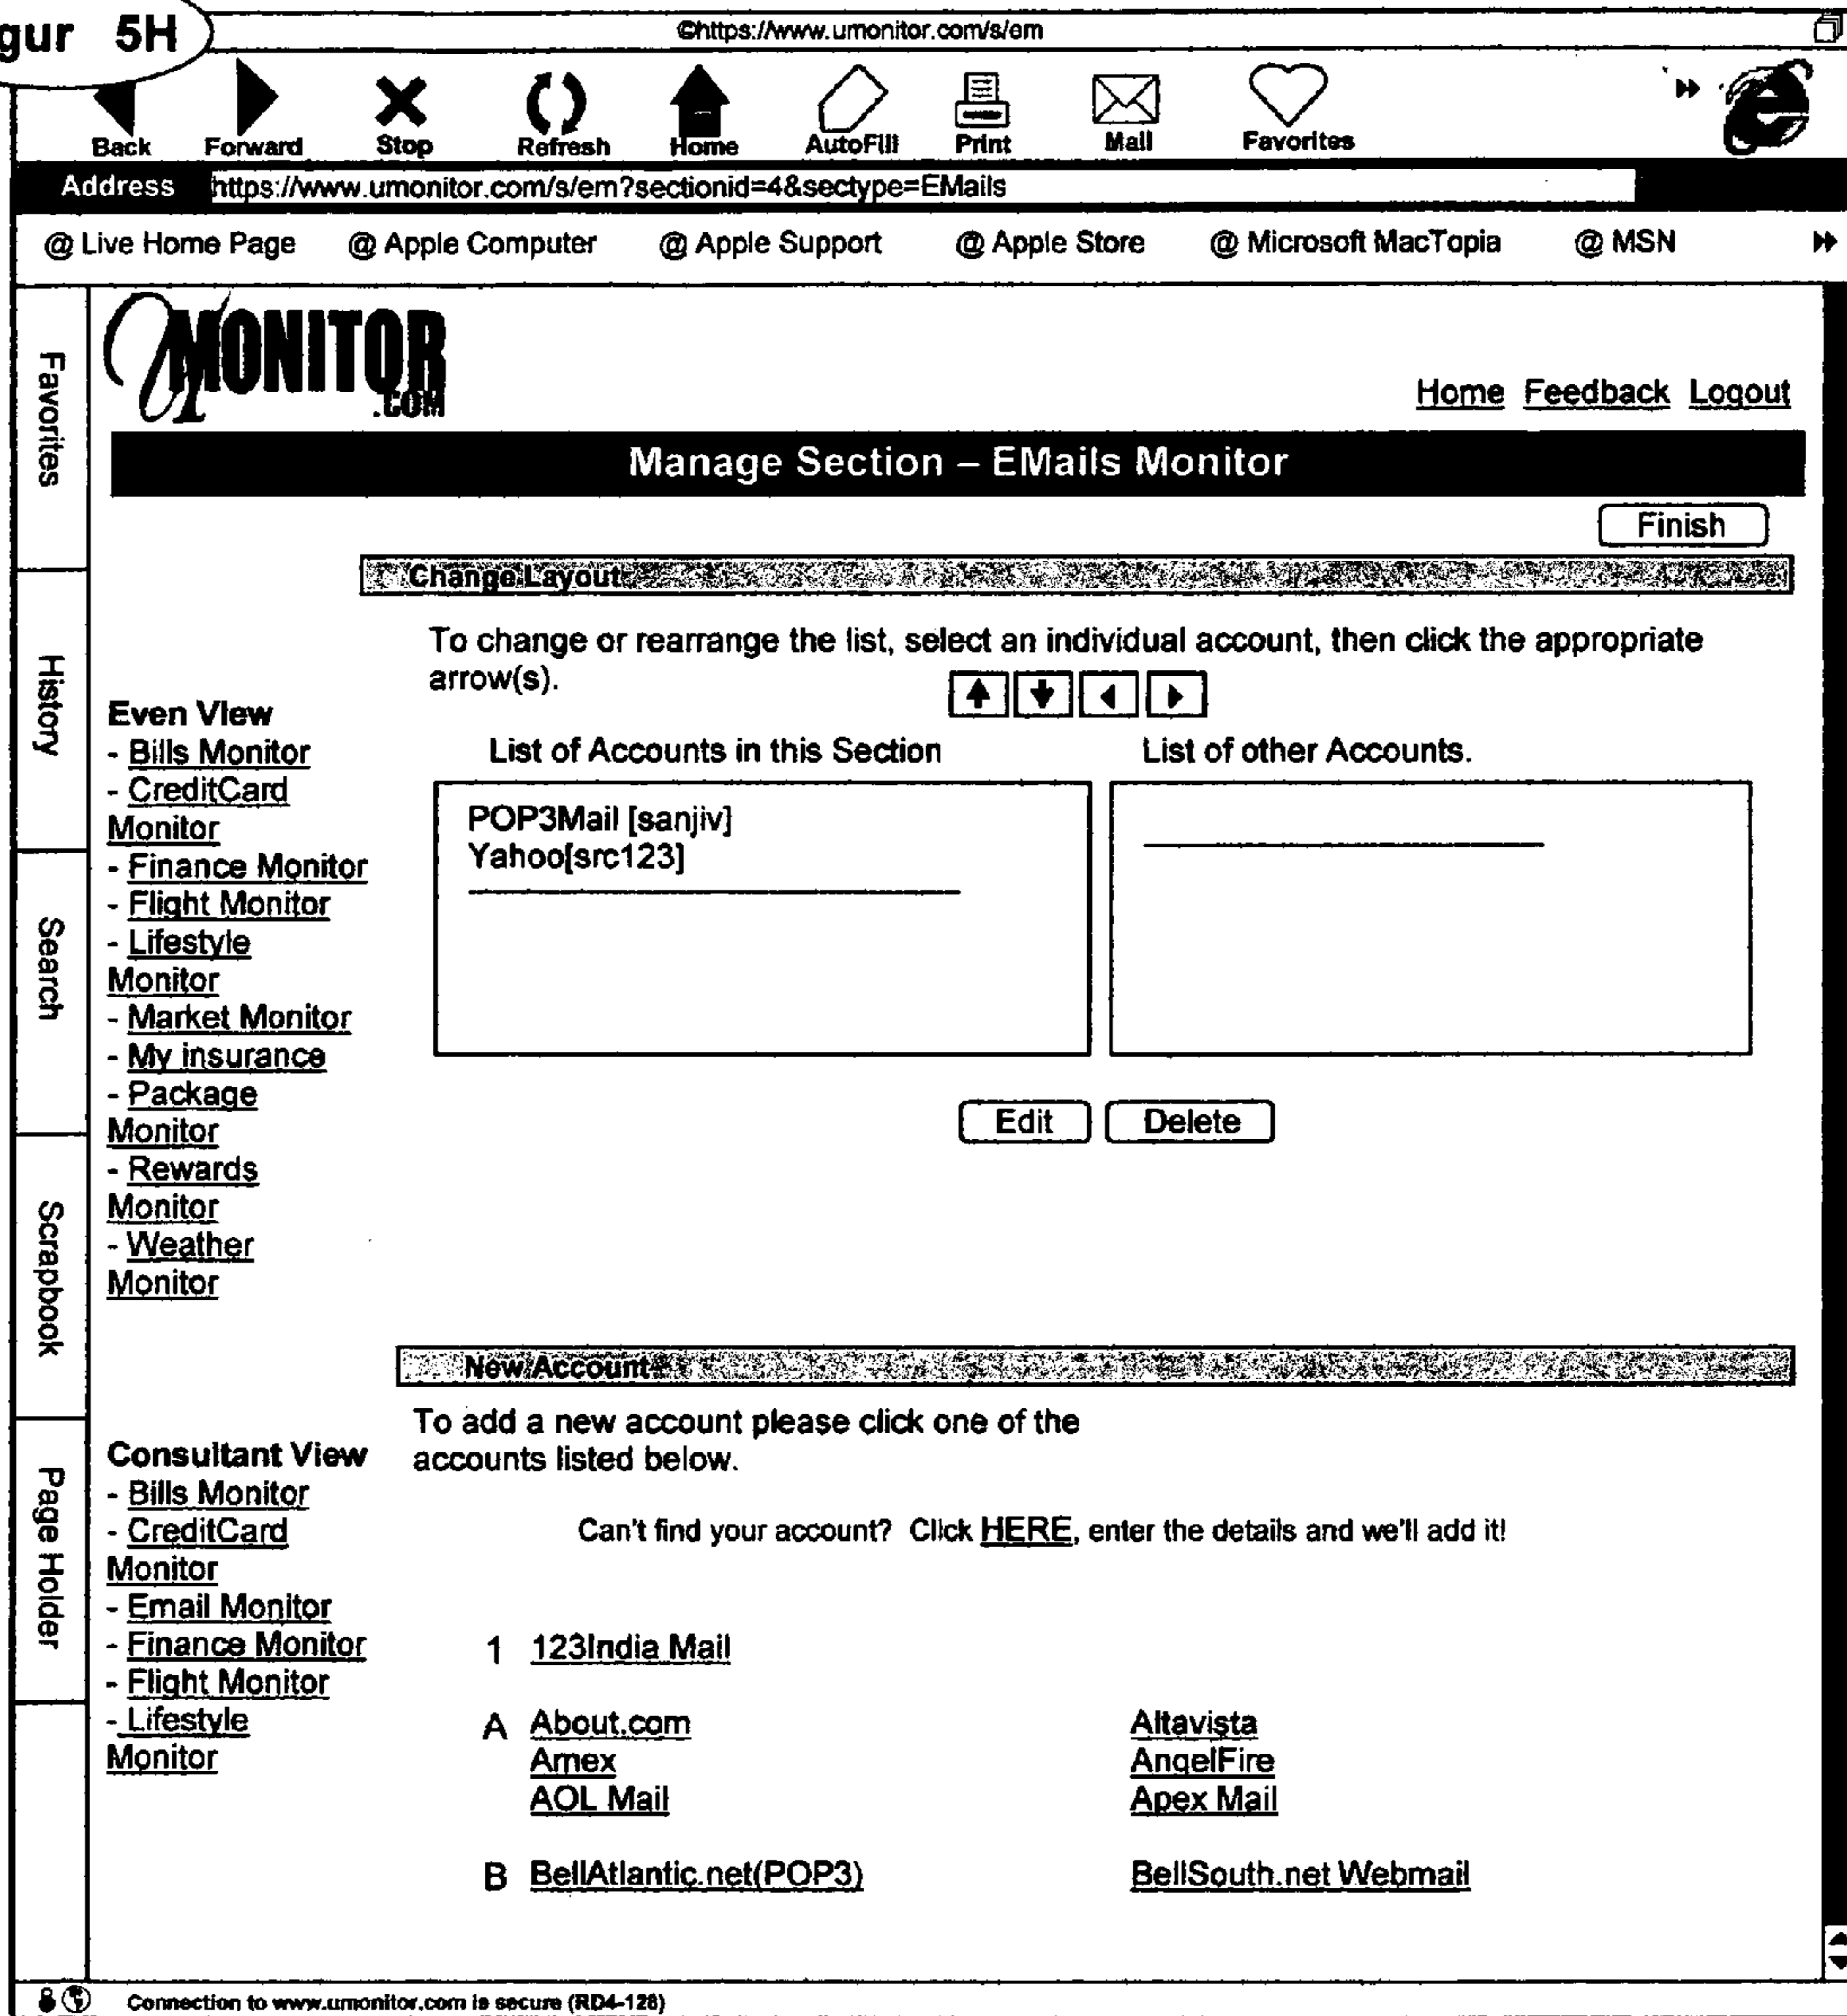 gur 5H
©https://www.umonitor.com/s/em
Back Forward Stop Refresh Home AutoFill Print Mail Favorites
Address https://www.umonitor.com/s/em?sectionid=4&sectype=EMails
@ Live Home Page @ Apple Computer @ Apple Support @ Apple Store @ Microsoft MacTopia @ MSN
Favorites
History
Search
Scrapbook
Page Holder
UMONITOR
.COM
Home Feedback Logout
Manage Section – EMails Monitor
Finish
Change Layout
To change or rearrange the list, select an individual account, then click the appropriate
arrow(s).
List of Accounts in this Section
List of other Accounts.
POP3Mail [sanjiv]
Yahoo[src123]
Edit Delete
Even View
- Bills Monitor
- CreditCard
Monitor
- Finance Monitor
- Flight Monitor
- Lifestyle
Monitor
- Market Monitor
- My insurance
- Package
Monitor
- Rewards
Monitor
- Weather
Monitor
New Account
To add a new account please click one of the
accounts listed below.
Can't find your account? Click HERE, enter the details and we'll add it!
Consultant View
- Bills Monitor
- CreditCard
Monitor
- Email Monitor
- Finance Monitor
- Flight Monitor
- Lifestyle
Monitor
1 123India Mail
A About.com Altavista
Amex AngelFire
AOL Mail Apex Mail
B BellAtlantic.net(POP3) BellSouth.net Webmail
Connection to www.umonitor.com is secure (RD4-128)